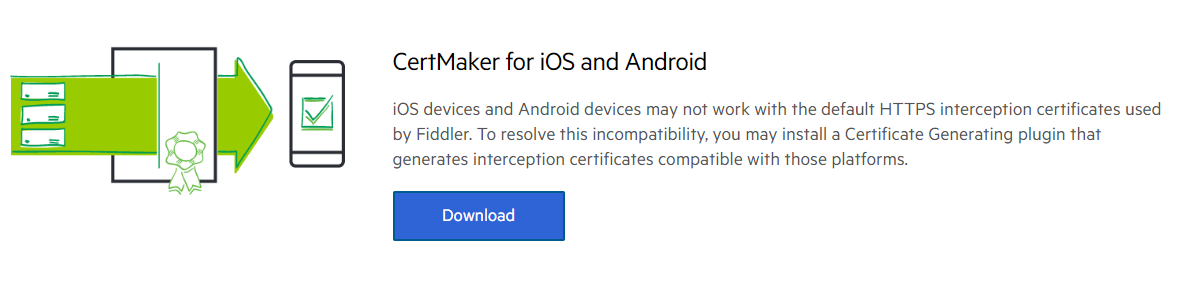 CertMaker for iOS and Android
iOS devices and Android devices may not work with the default HTTPS interception certificates used
by Fiddler. To resolve this incompatibility, you may install a Certificate Generating plugin that
generates interception certificates compatible with those platforms.
Download